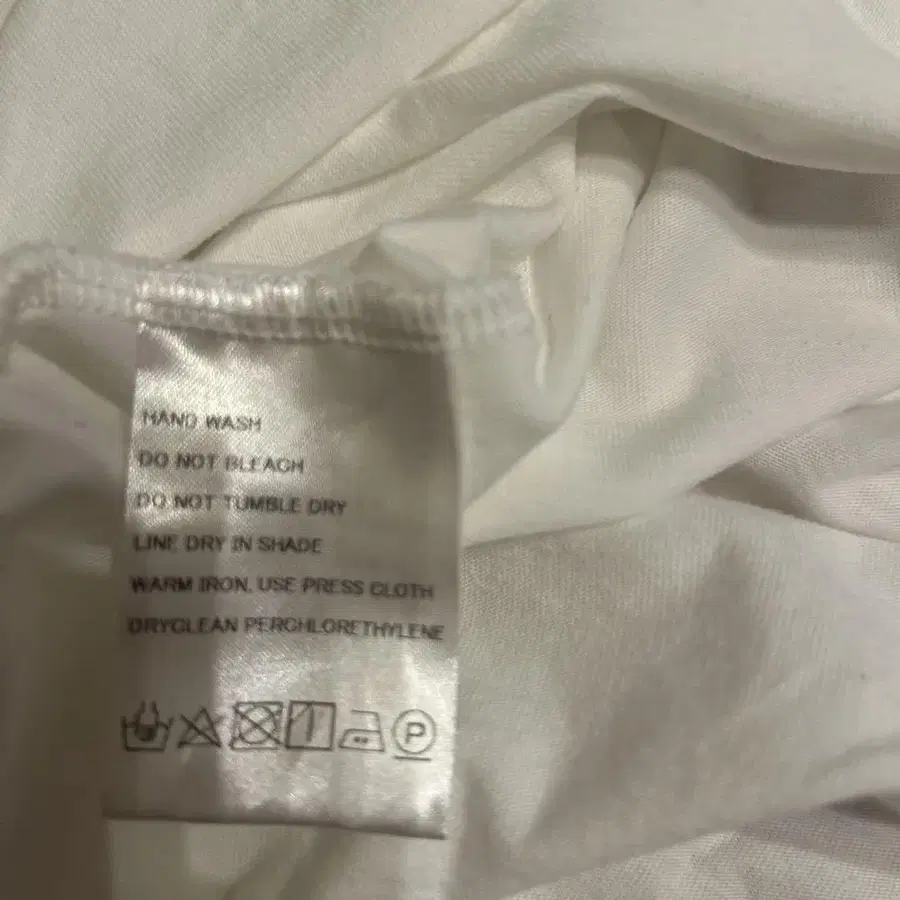 HAND WASH
DO NOT BLEACH
DO NOT TUMBLE DRY
LINE DRY IN SHADE
WARM IRON. USE PRESS CLOTH
DRYCLEAN PERCHLORETHYLENE
P